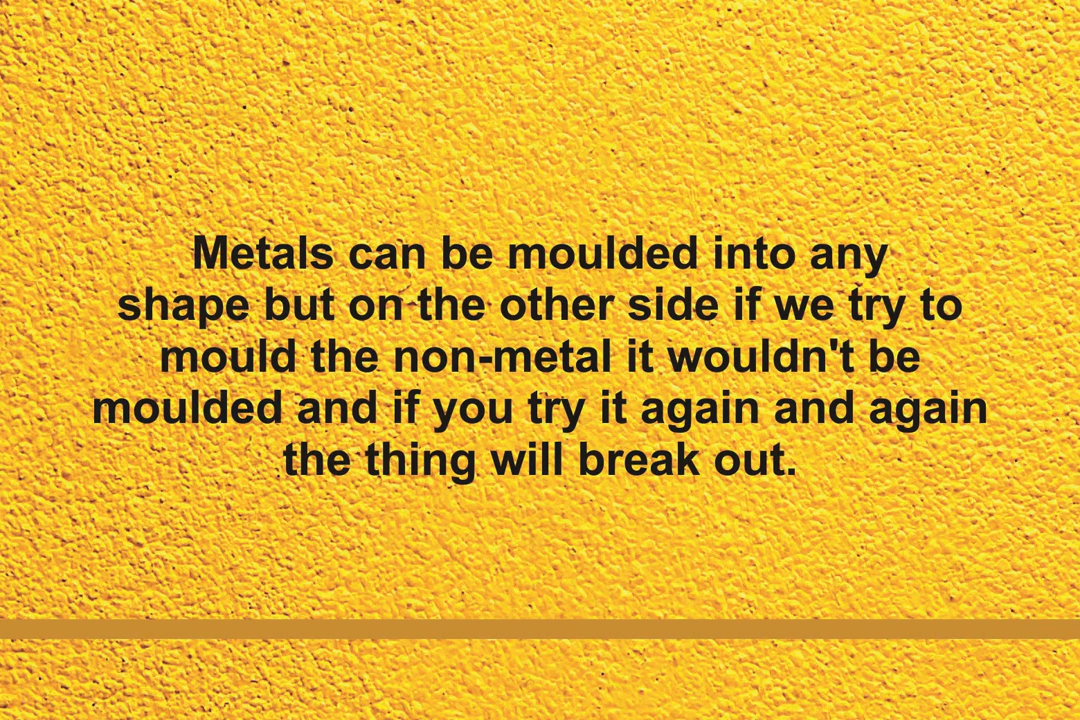 Metals can be moulded into any
shape but on the other side if we try to
mould the non-metal it wouldn't be
moulded and if you try it again and again
the thing will break out.